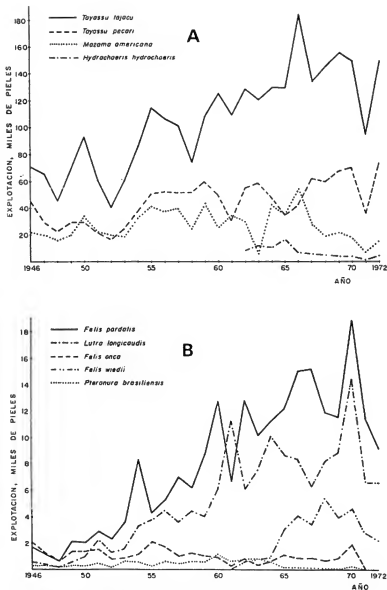 Tayassu tajacu
Tayassu pecari
Mazama americana
Hydrochaeris hydrochaeris
A
EXPLOTACION, MILES DE PIELES
180
160
140
120
100
80
60
40
20
1946 50 55 60 65 70 1972
AÑO
Felis pardalis
Lutra longicaudis
Felis onca
Felis wiedii
Pteronura brasiliensis
B
EXPLOTACION, MILES DE PIELES
18
16
14
12
10
8
6
4
2
1946 50 55 60 65 70 1972
AÑO